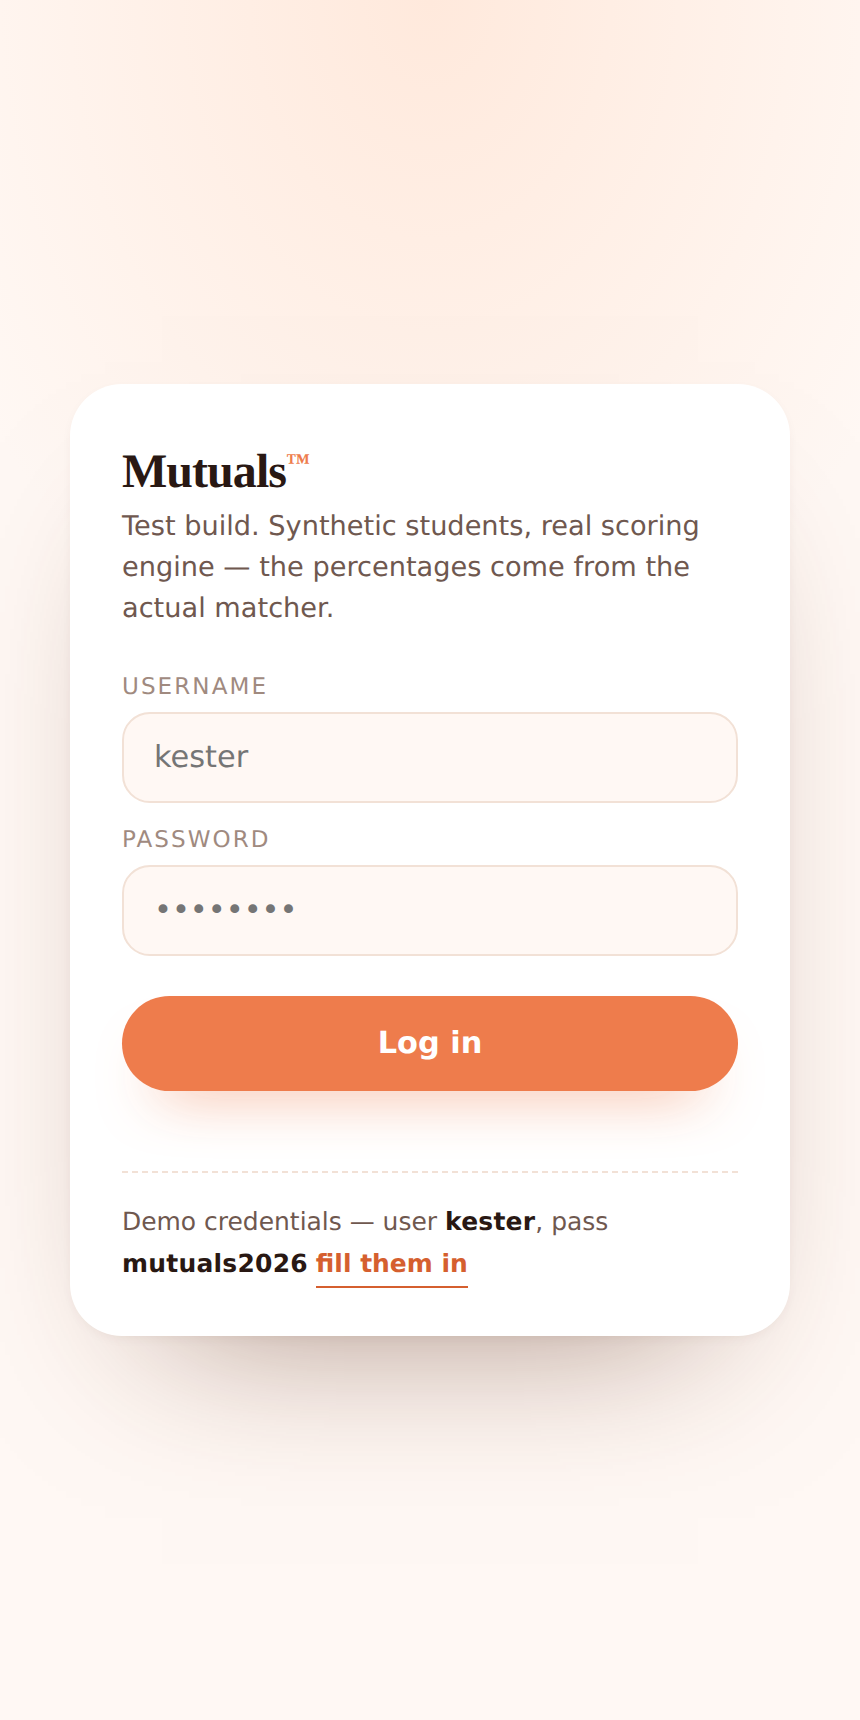 Mutuals™
Test build. Synthetic students, real scoring
engine — the percentages come from the
actual matcher.
USERNAME
kester
PASSWORD
••••••••
Log in
Demo credentials — user kester, pass
mutuals2026 fill them in